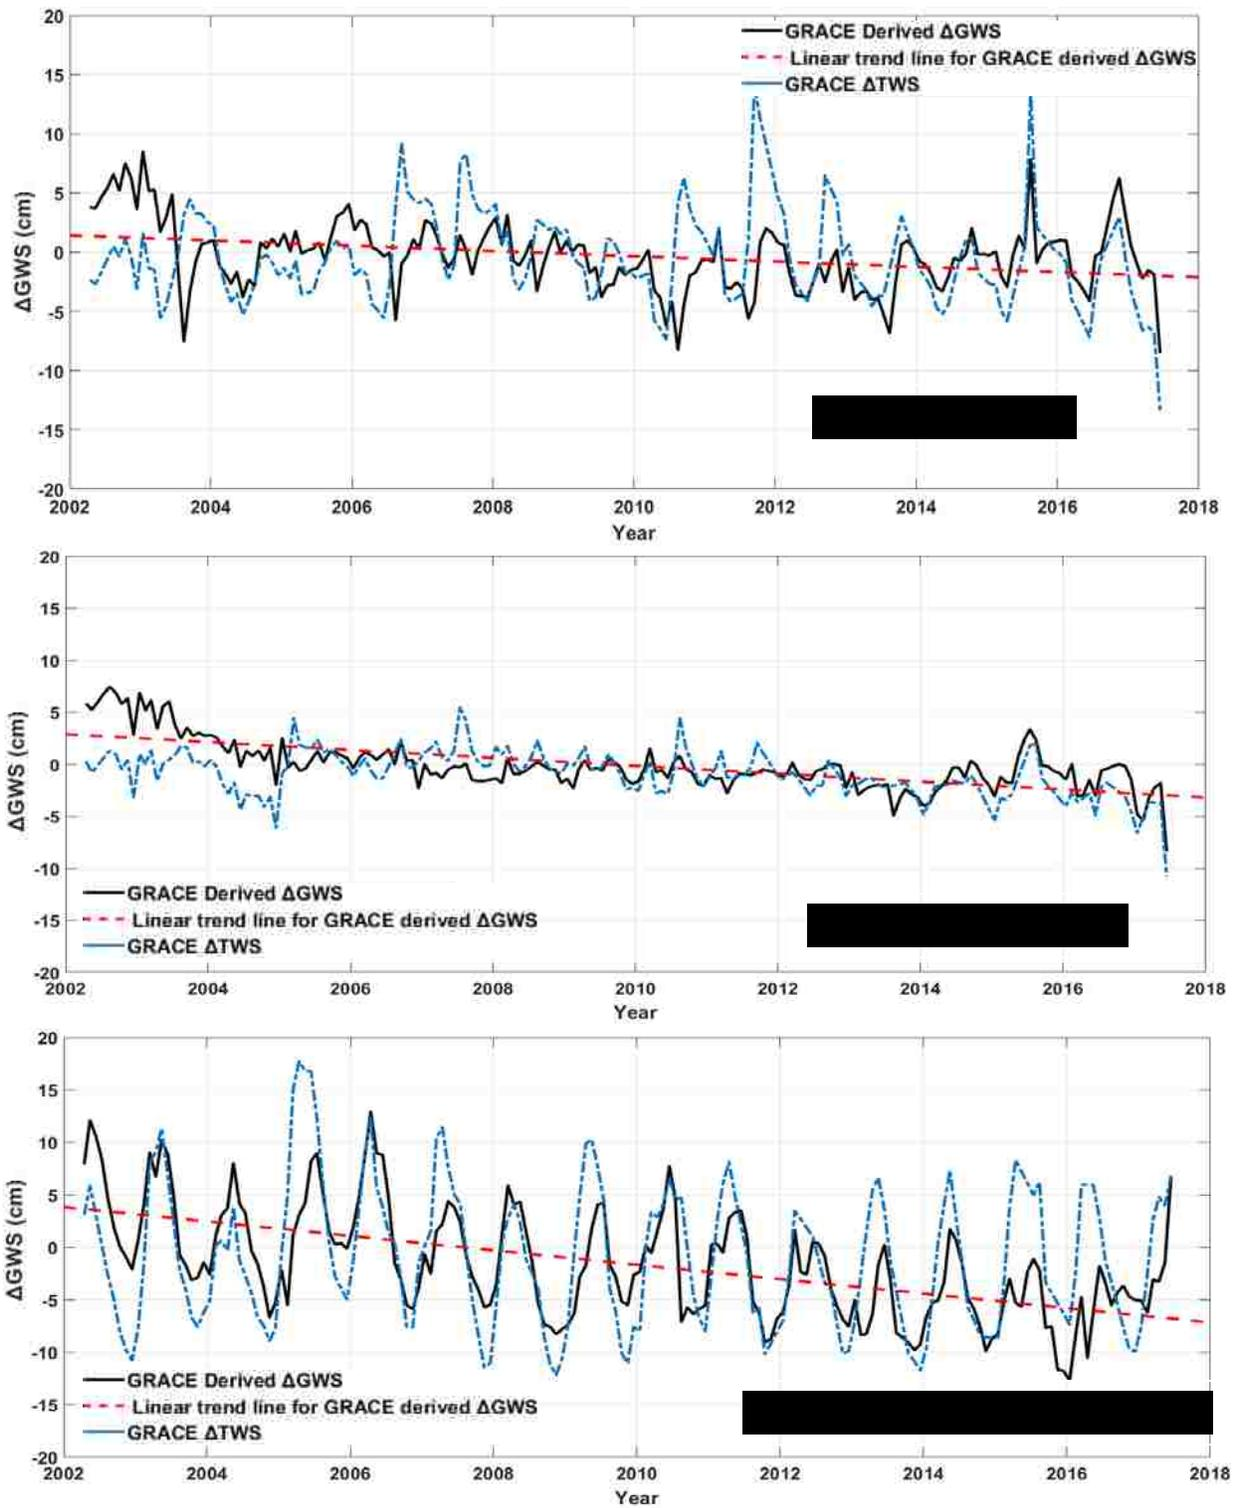 20
15
10
5
0
-5
-10
-15
-20
ΔGWS (cm)
GRACE Derived ΔGWS
Linear trend line for GRACE derived ΔGWS
GRACE ΔTWS
2002 2004 2006 2008 2010 2012 2014 2016 2018
Year
20
15
10
5
0
-5
-10
-15
-20
ΔGWS (cm)
GRACE Derived ΔGWS
Linear trend line for GRACE derived ΔGWS
GRACE ΔTWS
2002 2004 2006 2008 2010 2012 2014 2016 2018
Year
20
15
10
5
0
-5
-10
-15
-20
ΔGWS (cm)
GRACE Derived ΔGWS
Linear trend line for GRACE derived ΔGWS
GRACE ΔTWS
2002 2004 2006 2008 2010 2012 2014 2016 2018
Year